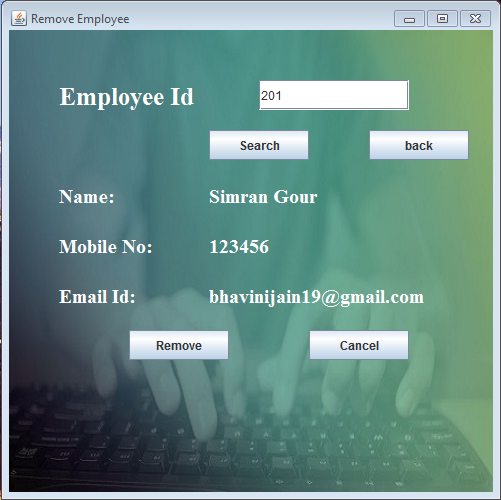 Remove Employee
Employee Id 201
Search back
Name: Simran Gour
Mobile No: 123456
Email Id: bhavinijain19@gmail.com
Remove Cancel